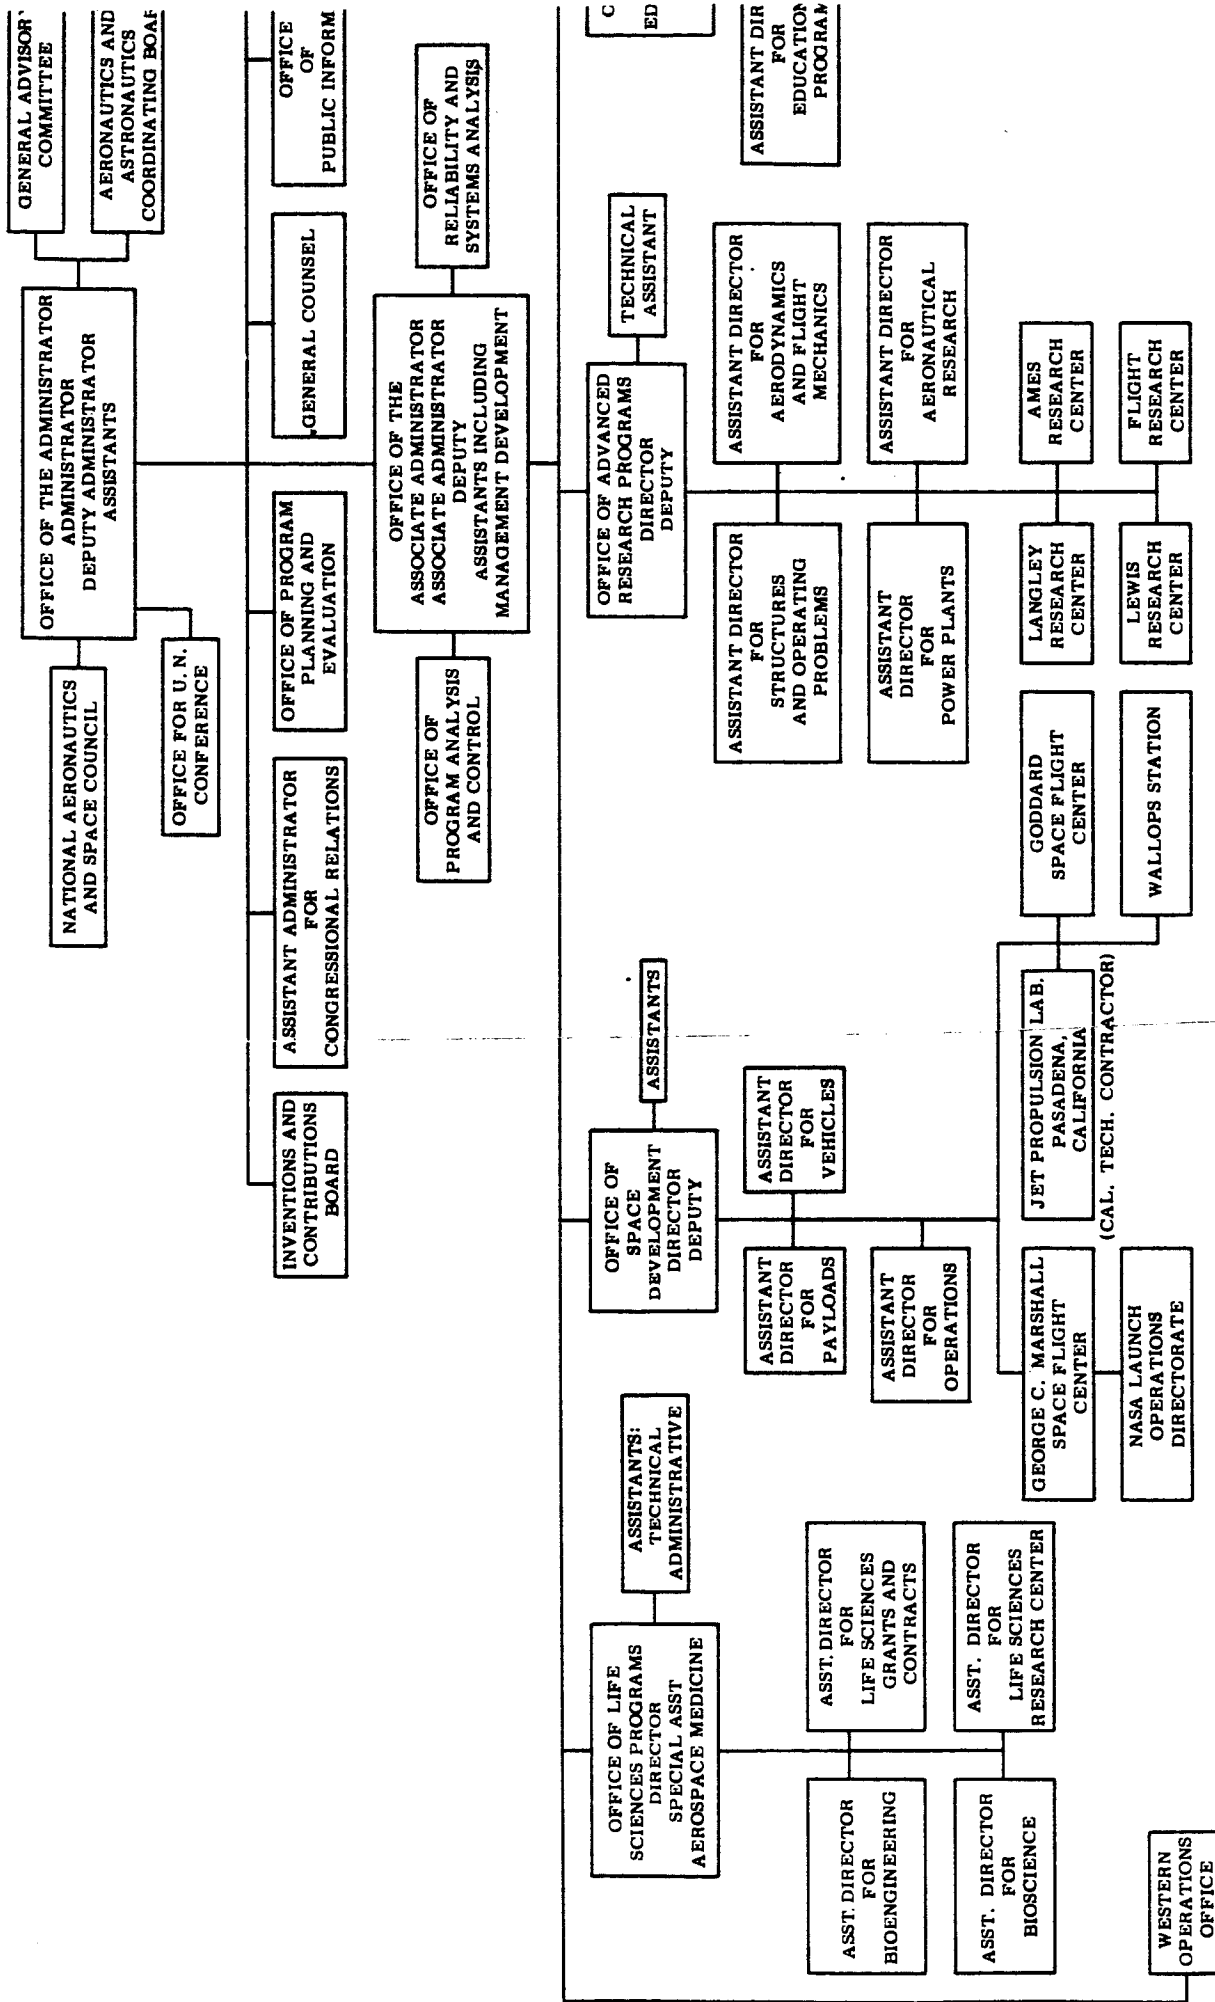 GENERAL ADVISORY
COMMITTEE
AERONAUTICS AND
ASTRONAUTICS
COORDINATING BOAR
OFFICE OF THE ADMINISTRATOR
ADMINISTRATOR
DEPUTY ADMINISTRATOR
ASSISTANTS
NATIONAL AERONAUTICS
AND SPACE COUNCIL
OFFICE FOR U. N.
CONFERENCE
INVENTIONS AND
CONTRIBUTIONS
BOARD
ASSISTANT ADMINISTRATOR
FOR
CONGRESSIONAL RELATIONS
OFFICE OF PROGRAM
PLANNING AND
EVALUATION
GENERAL COUNSEL
OFFICE
OF
PUBLIC INFORM
OFFICE OF
PROGRAM ANALYSIS
AND CONTROL
OFFICE OF THE
ASSOCIATE ADMINISTRATOR
ASSOCIATE ADMINISTRATOR
DEPUTY
ASSISTANTS INCLUDING
MANAGEMENT DEVELOPMENT
OFFICE OF
RELIABILITY AND
SYSTEMS ANALYSIS
OFFICE OF LIFE
SCIENCES PROGRAMS
DIRECTOR
SPECIAL ASST
AEROSPACE MEDICINE
ASSISTANTS:
TECHNICAL
ADMINISTRATIVE
ASST. DIRECTOR
FOR
BIOENGINEERING
ASST. DIRECTOR
FOR
LIFE SCIENCES
GRANTS AND
CONTRACTS
ASST. DIRECTOR
FOR
BIOSCIENCE
ASST. DIRECTOR
FOR
LIFE SCIENCES
RESEARCH CENTER
WESTERN
OPERATIONS
OFFICE
OFFICE OF
SPACE
DEVELOPMENT
DIRECTOR
DEPUTY
ASSISTANTS
ASSISTANT
DIRECTOR
FOR
PAYLOADS
ASSISTANT
DIRECTOR
FOR
VEHICLES
ASSISTANT
DIRECTOR
FOR
OPERATIONS
GEORGE C. MARSHALL
SPACE FLIGHT
CENTER
NASA LAUNCH
OPERATIONS
DIRECTORATE
JET PROPULSION LAB.
PASADENA,
CALIFORNIA
(CAL. TECH. CONTRACTOR)
GODDARD
SPACE FLIGHT
CENTER
WALLOPS STATION
OFFICE OF ADVANCED
RESEARCH PROGRAMS
DIRECTOR
DEPUTY
TECHNICAL
ASSISTANT
ASSISTANT DIRECTOR
FOR
STRUCTURES
AND OPERATING
PROBLEMS
ASSISTANT DIRECTOR
FOR
AERODYNAMICS
AND FLIGHT
MECHANICS
ASSISTANT
DIRECTOR
FOR
POWER PLANTS
ASSISTANT DIRECTOR
FOR
AERONAUTICAL
RESEARCH
LANGLEY
RESEARCH
CENTER
AMES
RESEARCH
CENTER
LEWIS
RESEARCH
CENTER
FLIGHT
RESEARCH
CENTER
C
ED
ASSISTANT DIR
FOR
EDUCATION
PROGRAM